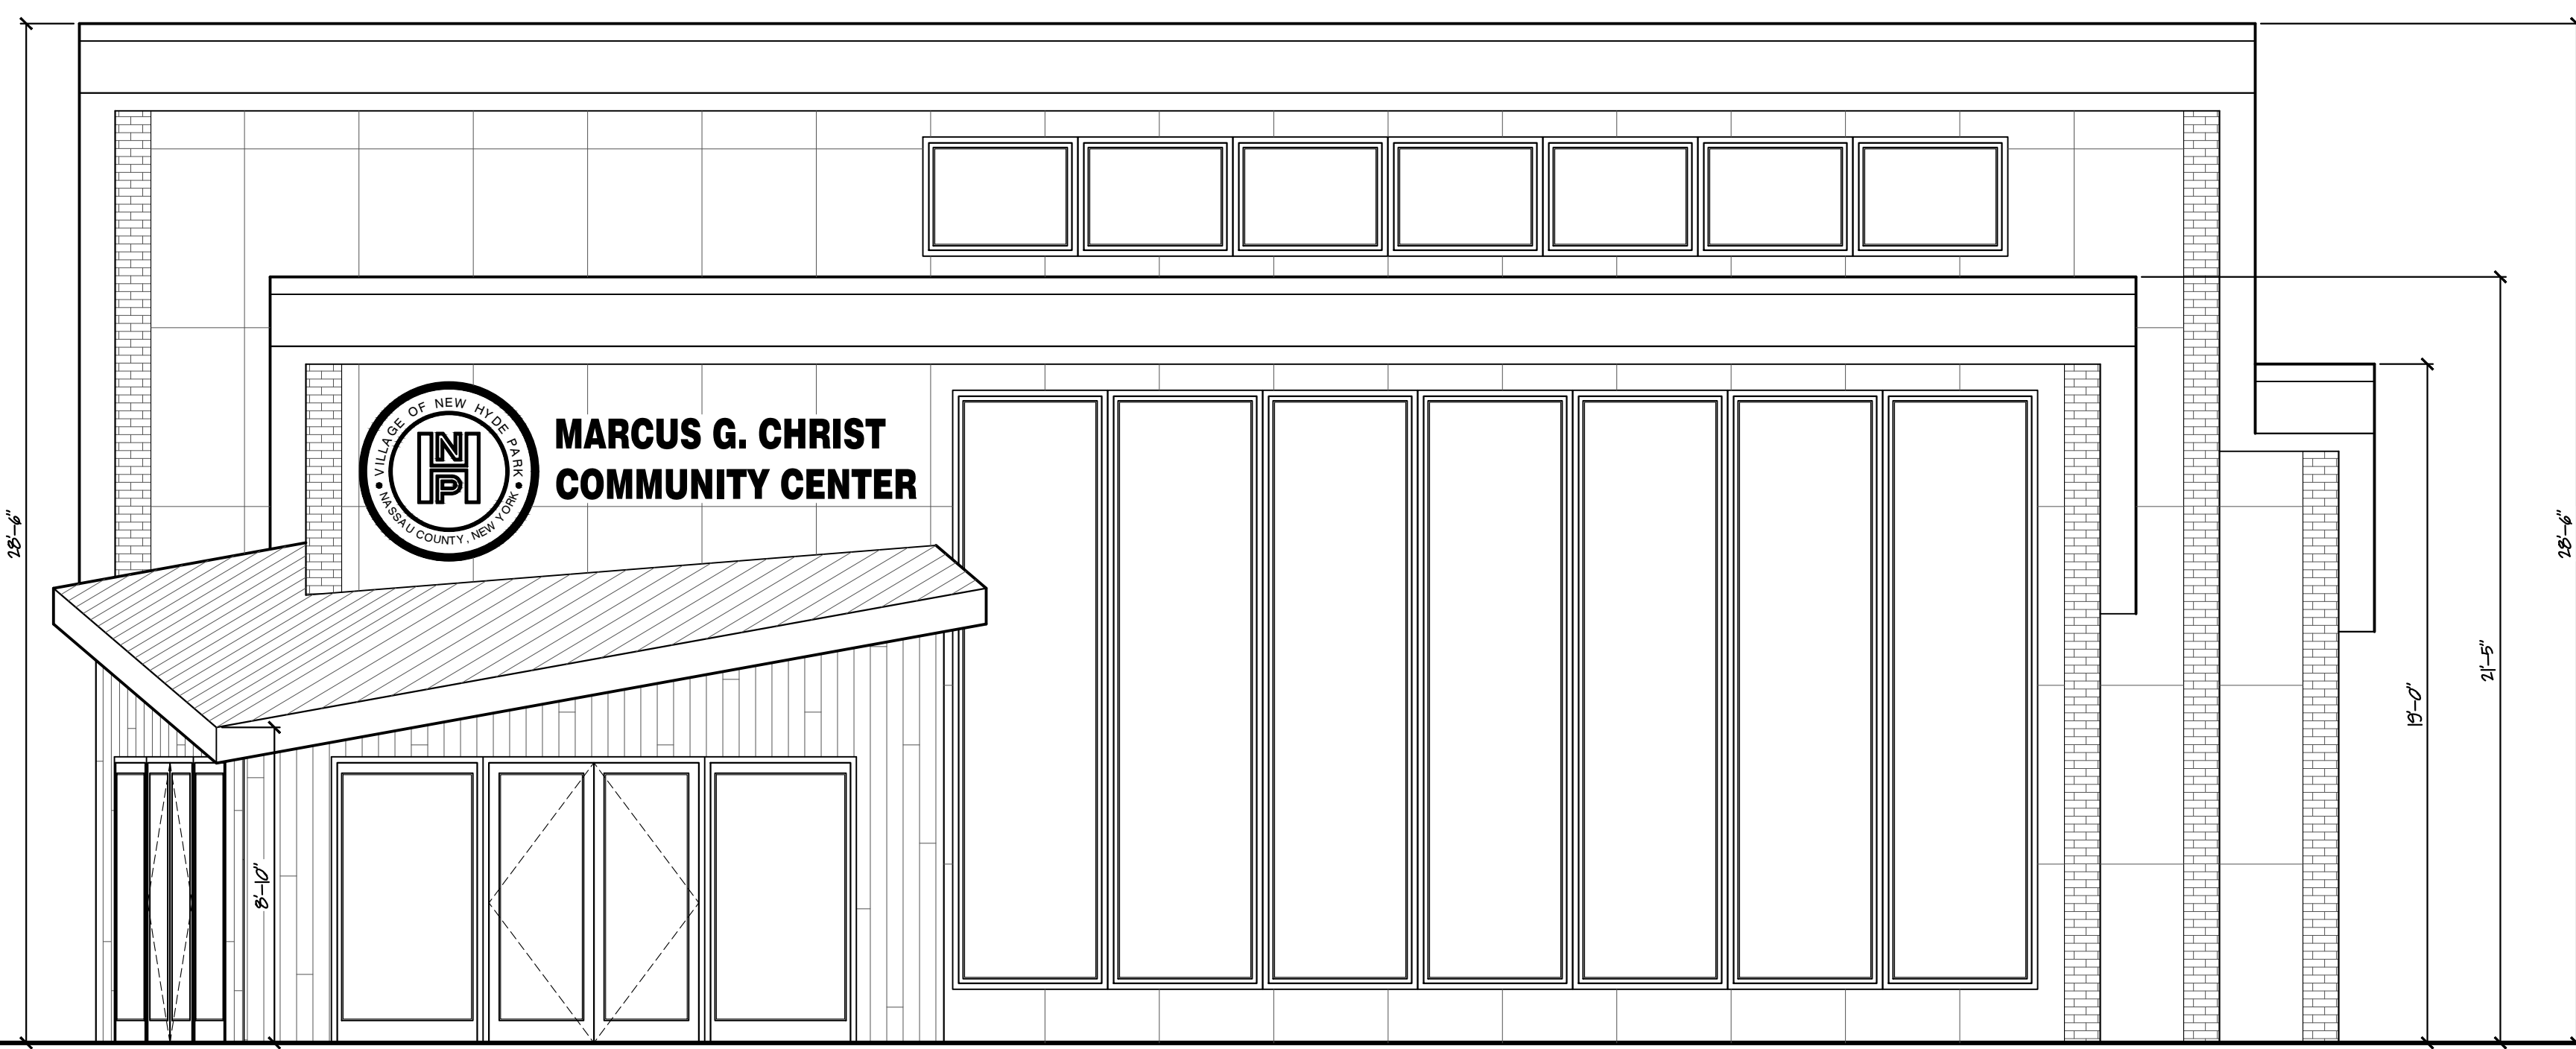 28'-6"
VILLAGE OF NEW HYDE PARK
NHP
• NASSAU COUNTY, NEW YORK •
MARCUS G. CHRIST
COMMUNITY CENTER
8'-10"
19'-0"
21'-5"
28'-6"